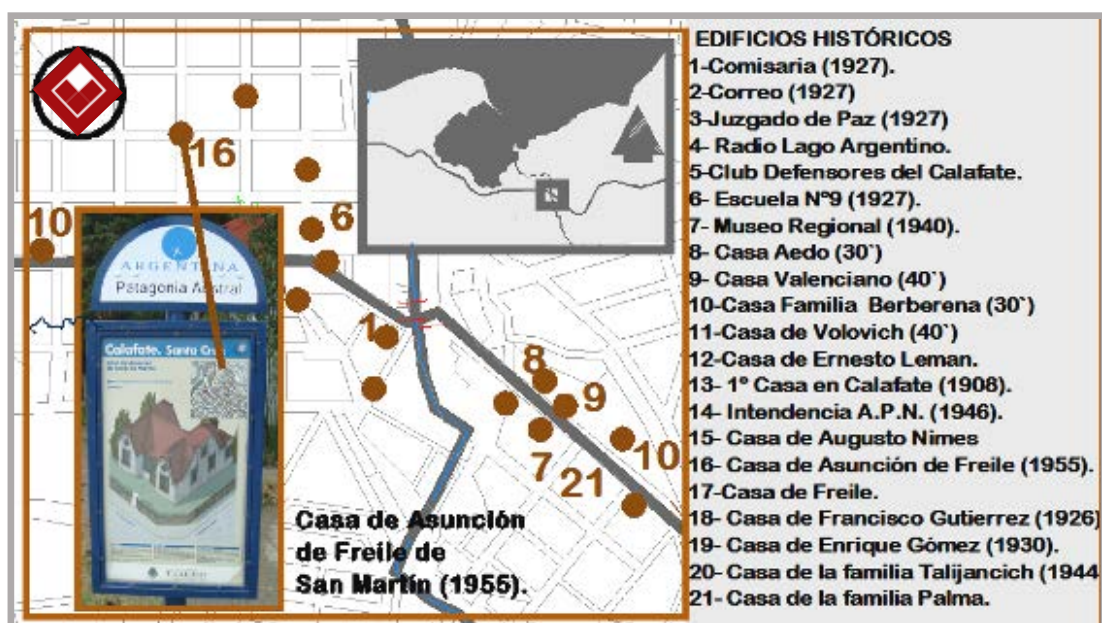 EDIFICIOS HISTÓRICOS
1-Comisaria (1927).
2-Correo (1927)
3-Juzgado de Paz (1927)
4- Radio Lago Argentino.
5-Club Defensores del Calafate.
6- Escuela Nº9 (1927).
7- Museo Regional (1940).
8- Casa Aedo (30`)
9- Casa Valenciano (40`)
10-Casa Familia Berberena (30`)
11-Casa de Volovich (40`)
12-Casa de Ernesto Leman.
13- 1º Casa en Calafate (1908).
14- Intendencia A.P.N. (1946).
15- Casa de Augusto Nimes
16- Casa de Asunción de Freile (1955).
17-Casa de Freile.
18- Casa de Francisco Gutierrez (1926)
19- Casa de Enrique Gómez (1930).
20- Casa de la familia Talijancich (1944
21- Casa de la familia Palma.
16
10
6
1
8
9
7
21
10
ARGENTINA
Patagonia Austral
Calafate. Santa Cruz
Casa de Asunción
de Freile de
San Martín (1955).